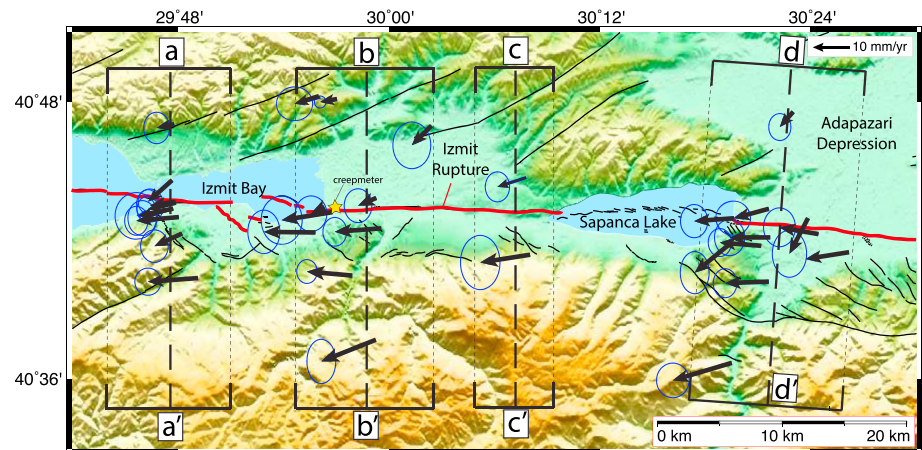 29°48' 30°00' 30°12' 30°24'
a b c d
10 mm/yr
40°48'
Adapazari
Depression
Izmit
Rupture
creepmeter
Izmit Bay
Sapanca Lake
40°36'
a' b' c' d'
0 km 10 km 20 km